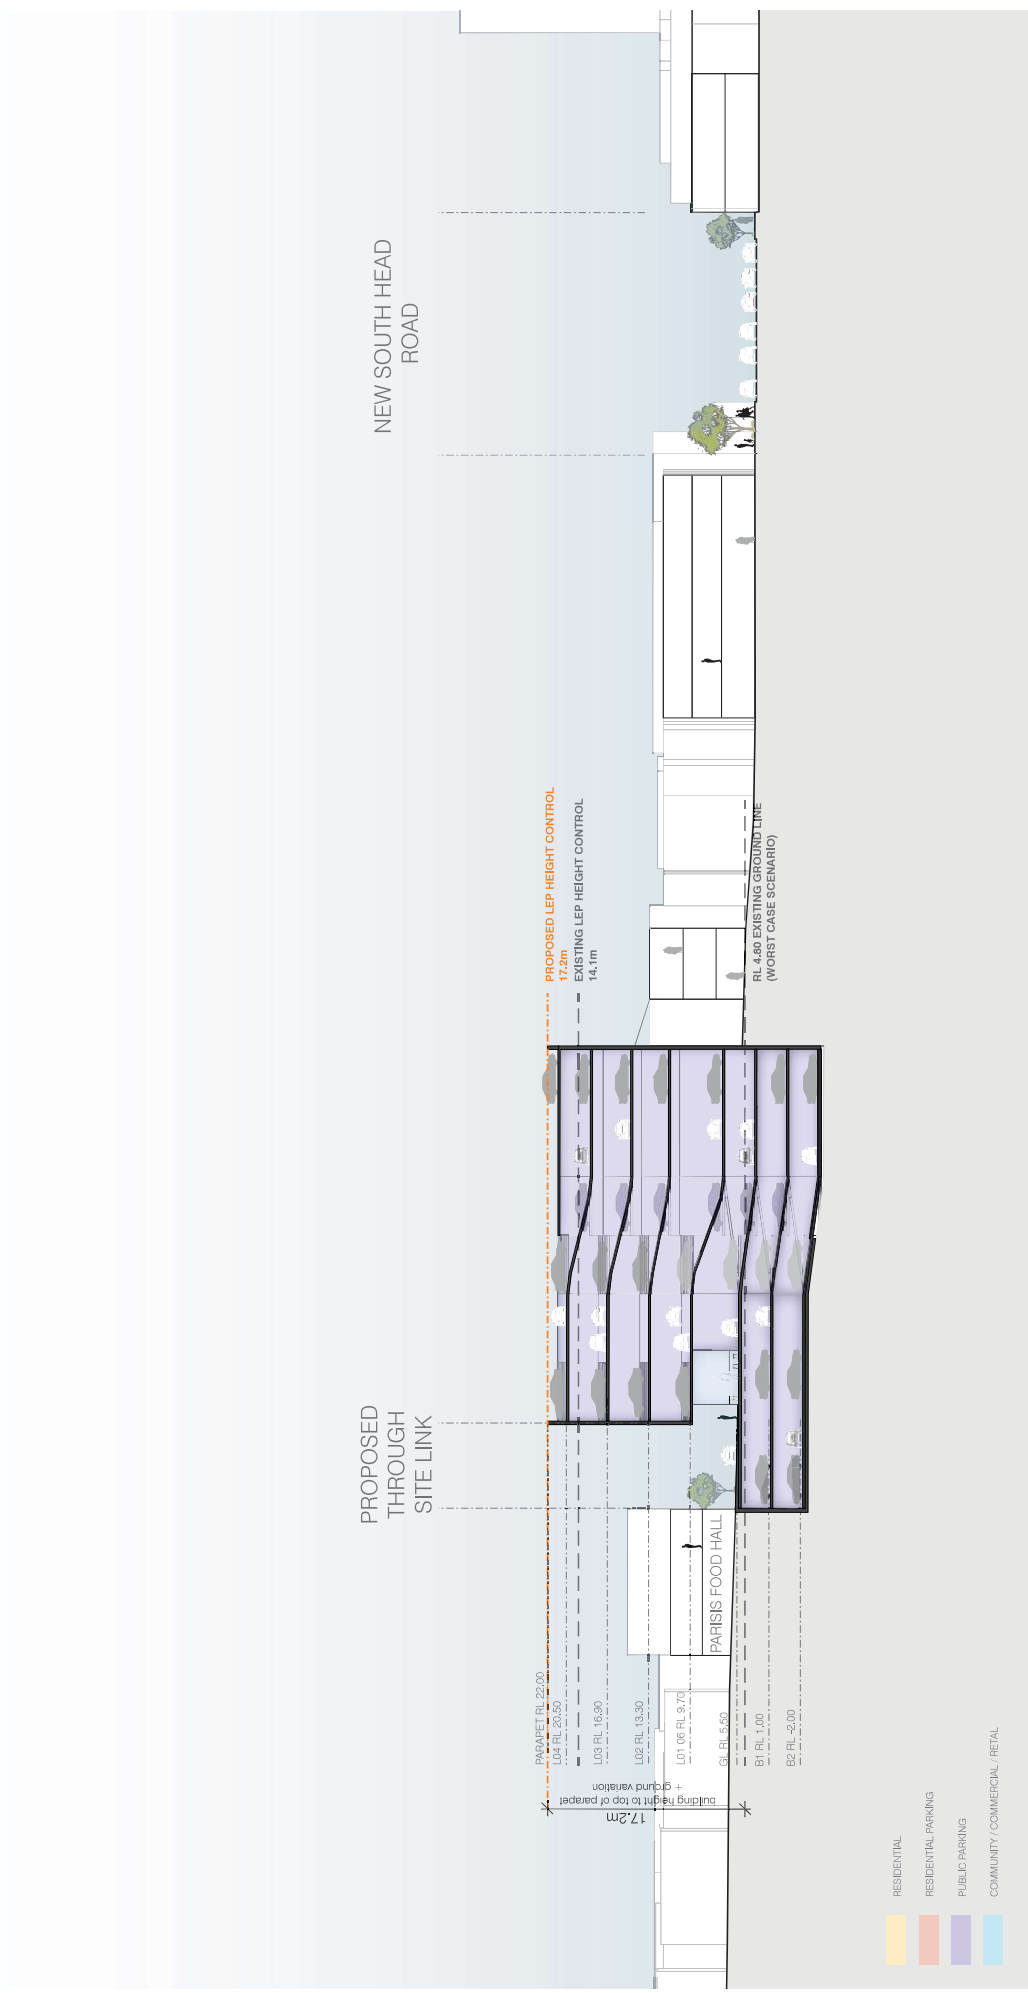 NEW SOUTH HEAD
ROAD
PROPOSED
THROUGH
SITE LINK
PROPOSED LEP HEIGHT CONTROL
17.2m
EXISTING LEP HEIGHT CONTROL
14.1m
RL 4.80 EXISTING GROUND LINE
(WORST CASE SCENARIO)
PARISIS FOOD HALL
PARAPET RL 22.00
L04 RL 20.50
L03 RL 16.90
L02 RL 13.30
L01 06 RL 9.70
GL RL 5.50
B1 RL 1.00
B2 RL -2.00
17.2m
building height to top of parapet
+
ground variation
RESIDENTIAL
RESIDENTIAL PARKING
PUBLIC PARKING
COMMUNITY / COMMERCIAL / RETAL